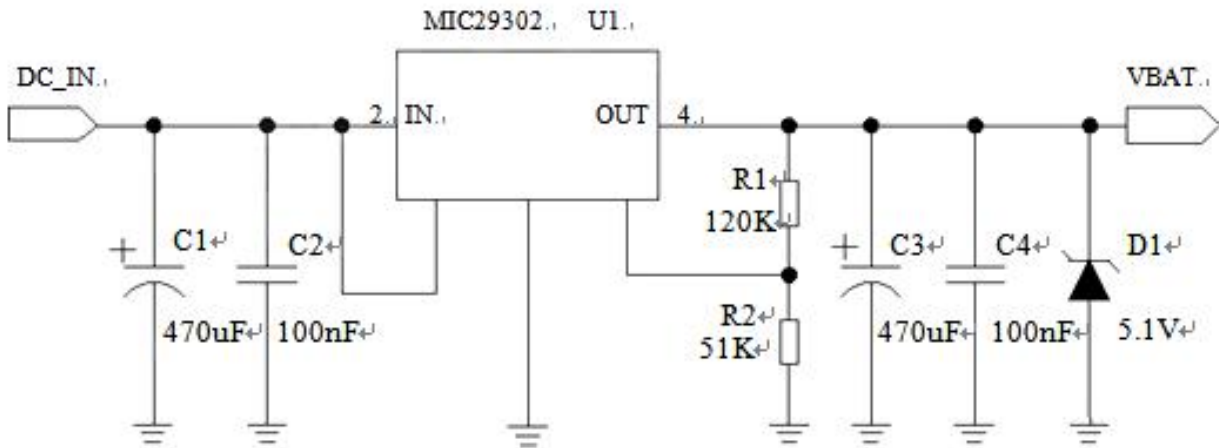 MIC29302 U1
DC_IN
VBAT
2 IN
OUT 4
R1
120K
+ C1
C2
+ C3
C4
D1
R2
51K
470uF
100nF
470uF
100nF
5.1V